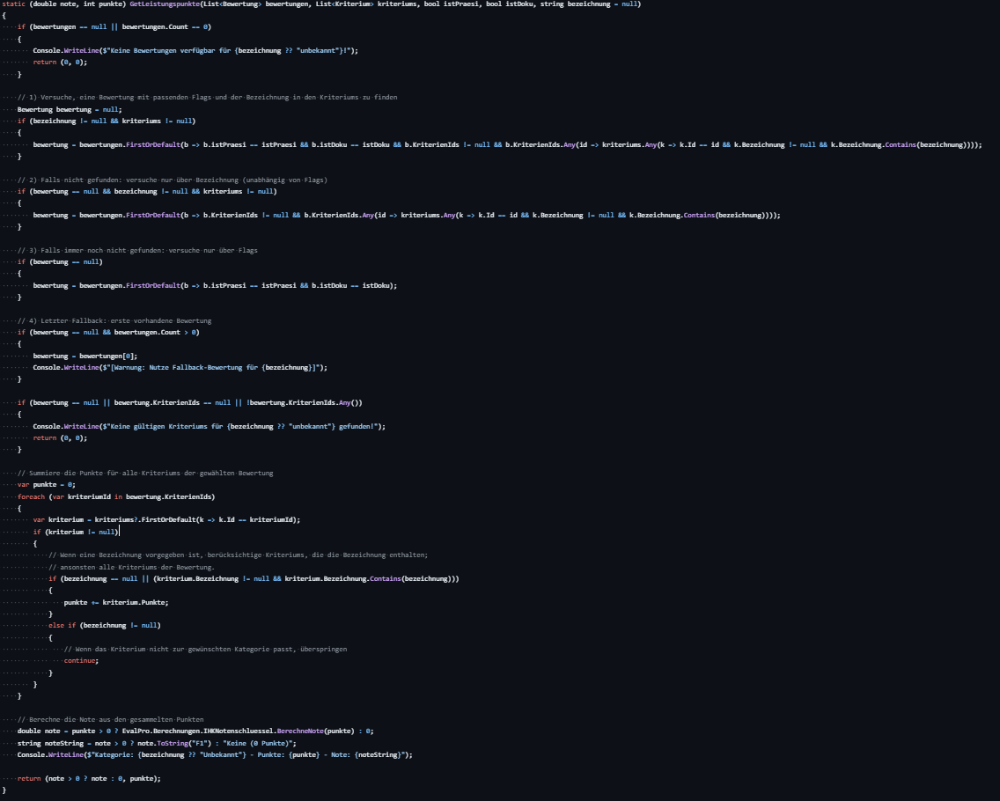 static (double note, int punkte) GetLeistungspunkte(List<Bewertung> bewertungen, List<Kriterium> kriteriums, bool istPraesi, bool istDoku, string bezeichnung = null)
{
    if (bewertungen == null || bewertungen.Count == 0)
    {
        Console.WriteLine($"Keine Bewertungen verfügbar für {bezeichnung ?? "unbekannt"}!");
        return (0, 0);
    }

    // 1) Versuche, eine Bewertung mit passenden Flags und der Bezeichnung in den Kriteriums zu finden
    Bewertung bewertung = null;
    if (bezeichnung != null && kriteriums != null)
    {
        bewertung = bewertungen.FirstOrDefault(b => b.istPraesi == istPraesi && b.istDoku == istDoku && b.KriterienIds != null && b.KriterienIds.Any(id => kriteriums.Any(k => k.Id == id && k.Bezeichnung != null && k.Bezeichnung.Contains(bezeichnung))));
    }

    // 2) Falls nicht gefunden: versuche nur über Bezeichnung (unabhängig von Flags)
    if (bewertung == null && bezeichnung != null && kriteriums != null)
    {
        bewertung = bewertungen.FirstOrDefault(b => b.KriterienIds != null && b.KriterienIds.Any(id => kriteriums.Any(k => k.Id == id && k.Bezeichnung != null && k.Bezeichnung.Contains(bezeichnung))));
    }

    // 3) Falls immer noch nicht gefunden: versuche nur über Flags
    if (bewertung == null)
    {
        bewertung = bewertungen.FirstOrDefault(b => b.istPraesi == istPraesi && b.istDoku == istDoku);
    }

    // 4) Letzter Fallback: erste vorhandene Bewertung
    if (bewertung == null && bewertungen.Count > 0)
    {
        bewertung = bewertungen[0];
        Console.WriteLine($"[Warnung: Nutze Fallback-Bewertung für {bezeichnung}]");
    }

    if (bewertung == null || bewertung.KriterienIds == null || !bewertung.KriterienIds.Any())
    {
        Console.WriteLine($"Keine gültigen Kriteriums für {bezeichnung ?? "unbekannt"} gefunden!");
        return (0, 0);
    }

    // Summiere die Punkte für alle Kriteriums der gewählten Bewertung
    var punkte = 0;
    foreach (var kriteriumId in bewertung.KriterienIds)
    {
        var kriterium = kriteriums?.FirstOrDefault(k => k.Id == kriteriumId);
        if (kriterium != null)
        {
            // Wenn eine Bezeichnung vorgegeben ist, berücksichtige Kriteriums, die die Bezeichnung enthalten;
            // ansonsten alle Kriteriums der Bewertung.
            if (bezeichnung == null || (kriterium.Bezeichnung != null && kriterium.Bezeichnung.Contains(bezeichnung)))
            {
                punkte += kriterium.Punkte;
            }
            else if (bezeichnung != null)
            {
                // Wenn das Kriterium nicht zur gewünschten Kategorie passt, überspringen
                continue;
            }
        }
    }

    // Berechne die Note aus den gesammelten Punkten
    double note = punkte > 0 ? EvalPro.Berechnungen.IHKNotenschluessel.BerechneNote(punkte) : 0;
    string noteString = note > 0 ? note.ToString("F1") : "Keine (0 Punkte)";
    Console.WriteLine($"Kategorie: {bezeichnung ?? "Unbekannt"} - Punkte: {punkte} - Note: {noteString}");

    return (note > 0 ? note : 0, punkte);
}